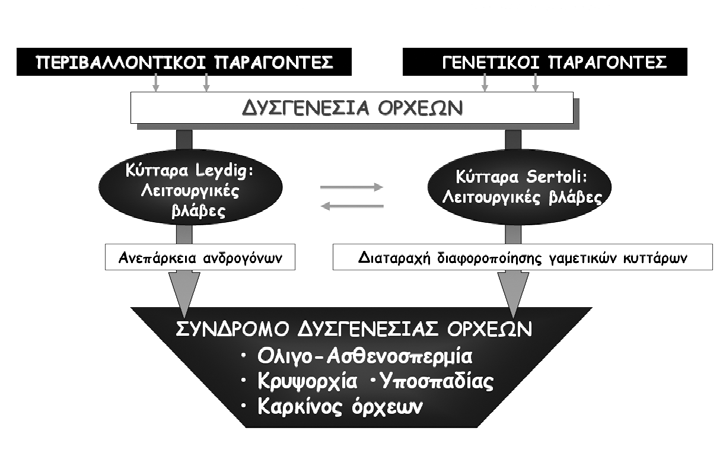 ΠΕΡΙΒΑΛΛΟΝΤΙΚΟΙ ΠΑΡΑΓΟΝΤΕΣ
ΓΕΝΕΤΙΚΟΙ ΠΑΡΑΓΟΝΤΕΣ
ΔΥΣΓΕΝΕΣΙΑ ΟΡΧΕΩΝ
Κύτταρα Leydig:
Λειτουργικές
βλάβες
Κύτταρα Sertoli:
Λειτουργικές βλάβες
Ανεπάρκεια ανδρογόνων
Διαταραχή διαφοροποίησης γαμετικών κυττάρων
ΣΥΝΔΡΟΜΟ ΔΥΣΓΕΝΕΣΙΑΣ ΟΡΧΕΩΝ
• Ολιγο-Ασθενοσπερμία
• Κρυψορχία • Υποσπαδίας
• Καρκίνος όρχεων